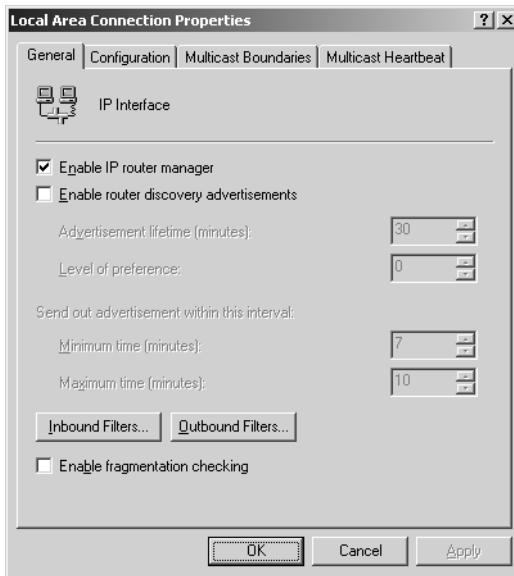 Local Area Connection Properties
General Configuration Multicast Boundaries Multicast Heartbeat
IP Interface
Enable IP router manager
Enable router discovery advertisements
Advertisement lifetime (minutes): 30
Level of preference: 0
Send out advertisement within this interval:
Minimum time (minutes): 7
Maximum time (minutes): 10
Inbound Filters... Outbound Filters...
Enable fragmentation checking
OK Cancel Apply